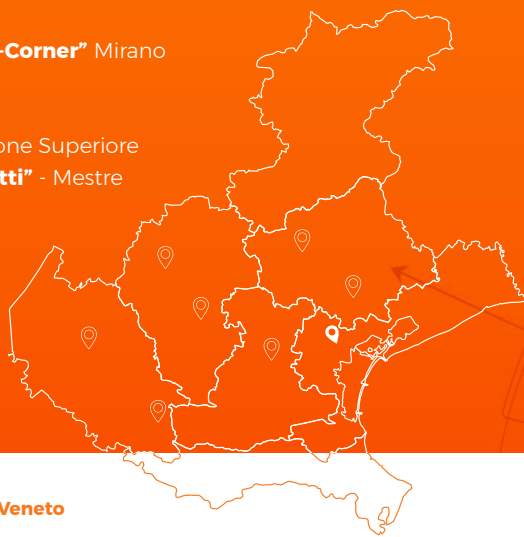 -Corner” Mirano
one Superiore
tti” - Mestre
Veneto